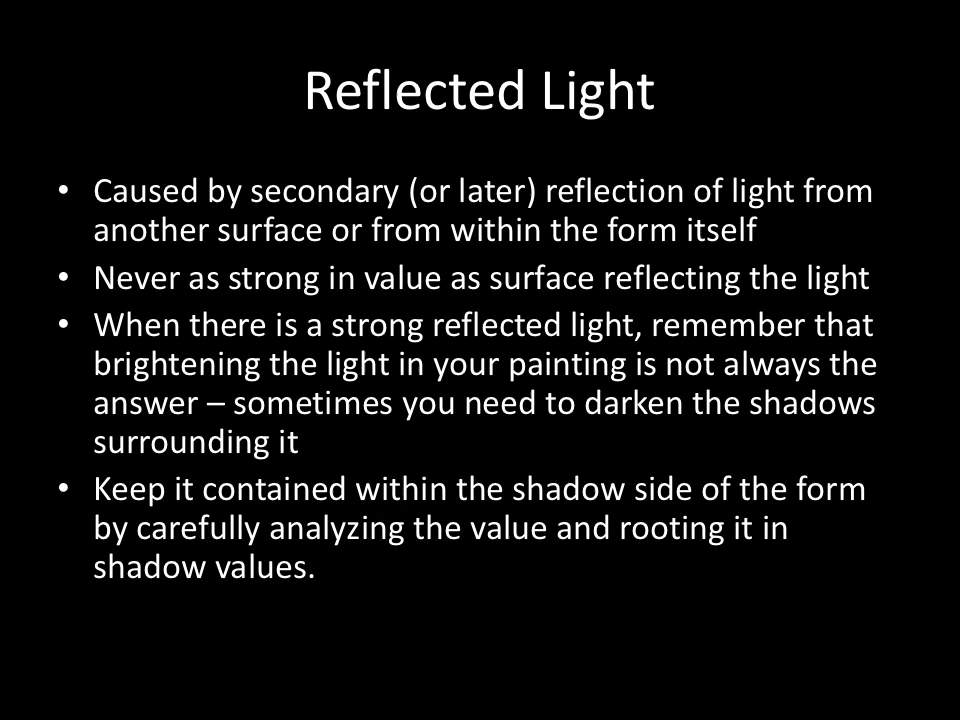 Reflected Light
• Caused by secondary (or later) reflection of light from
another surface or from within the form itself
• Never as strong in value as surface reflecting the light
• When there is a strong reflected light, remember that
brightening the light in your painting is not always the
answer – sometimes you need to darken the shadows
surrounding it
• Keep it contained within the shadow side of the form
by carefully analyzing the value and rooting it in
shadow values.